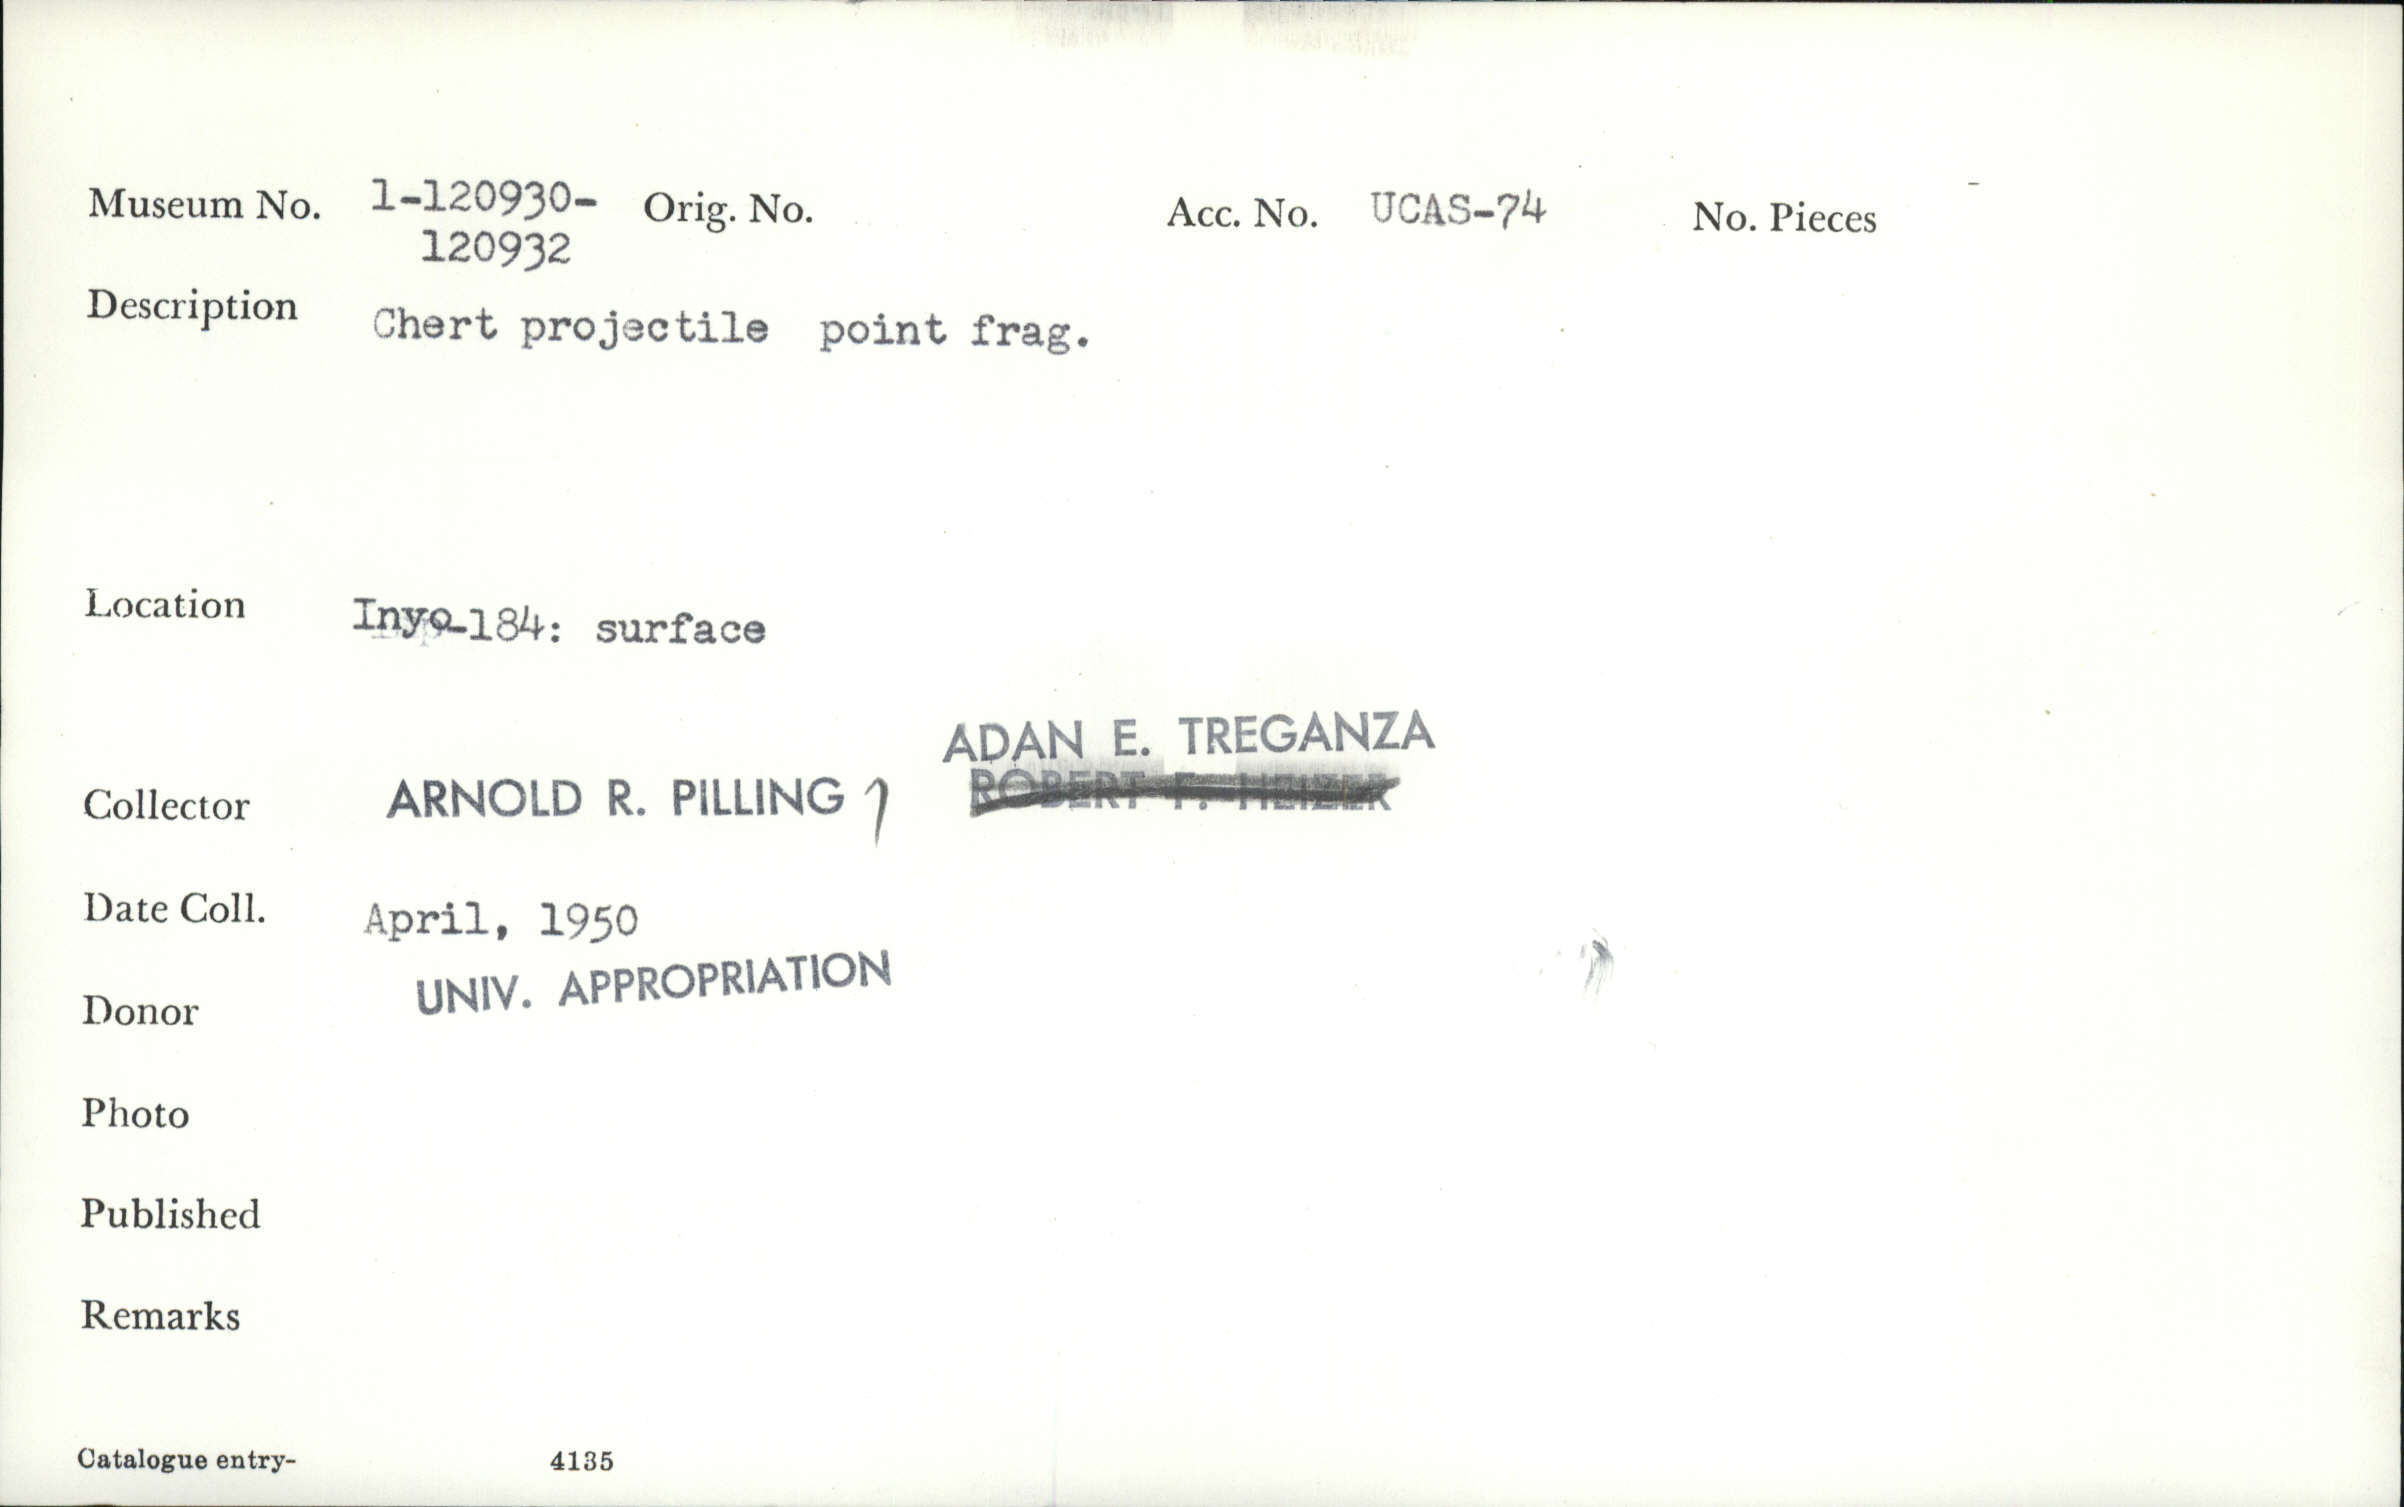 Museum No. 1-120930- Orig. No. Acc. No. UCAS-74 No. Pieces
120932
Description Chert projectile point frag.
Location Inyo-184: surface
ADAN E. TREGANZA
Collector ARNOLD R. PILLING, ROBERT F. HEIZER
Date Coll. April, 1950
Donor UNIV. APPROPRIATION
Photo
Published
Remarks
Catalogue entry- 4135